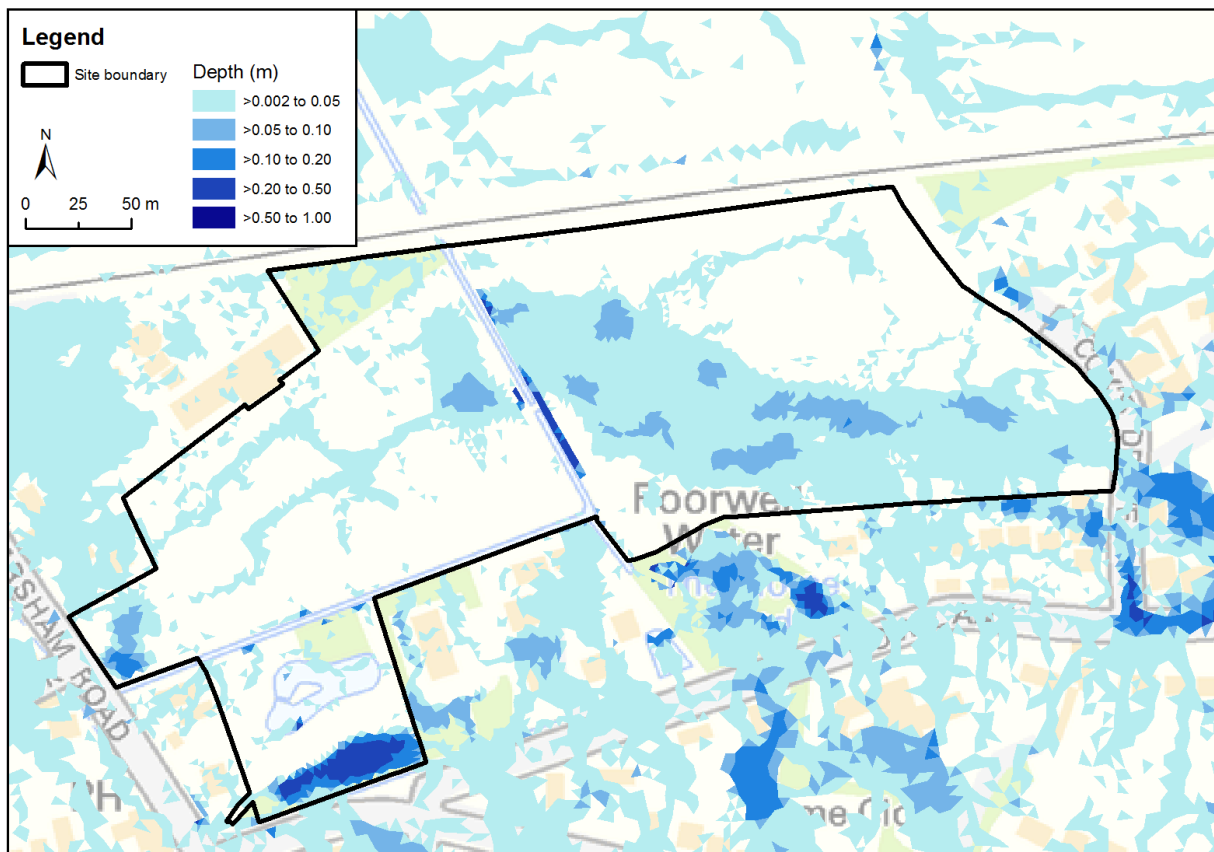 Legend
Site boundary
Depth (m)
>0.002 to 0.05
>0.05 to 0.10
>0.10 to 0.20
>0.20 to 0.50
>0.50 to 1.00
N
0 25 50 m
Water
ROAD